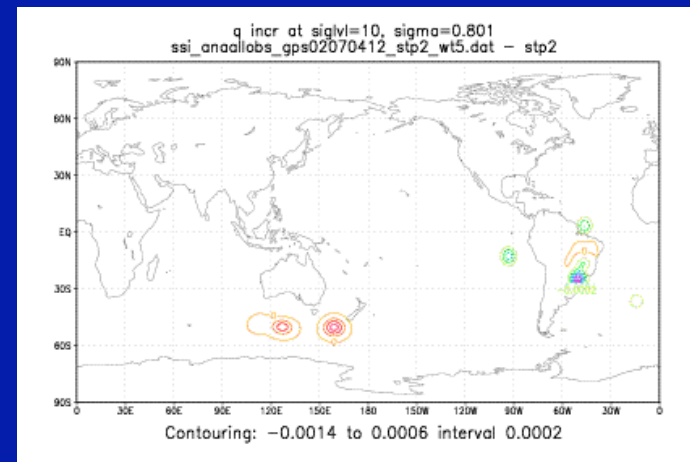 q incr at siglvl=10, sigma=0.801
ssi_anaallobs_gps02070412_stp2_wt5.dat - stp2
90N
60N
30N
EQ
30S
60S
90S
0 30E 60E 90E 120E 150E 180 150W 120W 90W 60W 30W 0
-0.0002
Contouring: -0.0014 to 0.0006 interval 0.0002